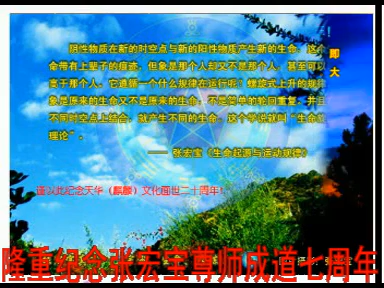 阴性物质在新的时空点与新的阳性物质产生新的生命，这个
命带有上辈子的痕迹，但象是那个人却又不是那个人，甚至可以
高于那个人，它遵循一个什么规律在运行呢？螺旋式上升的规
象是原来的生命又不是原来的生命，不是简单的轮回重复，并且
不同时空点上结合，就产生不同的生命，这个学说就叫“生命
理论”。
—— 张宏宝《生命起源与运动规律》
即
大
谨以此纪念天华（麒麟）文化面世二十周年！
隆重纪念张宏宝尊师成道七周年